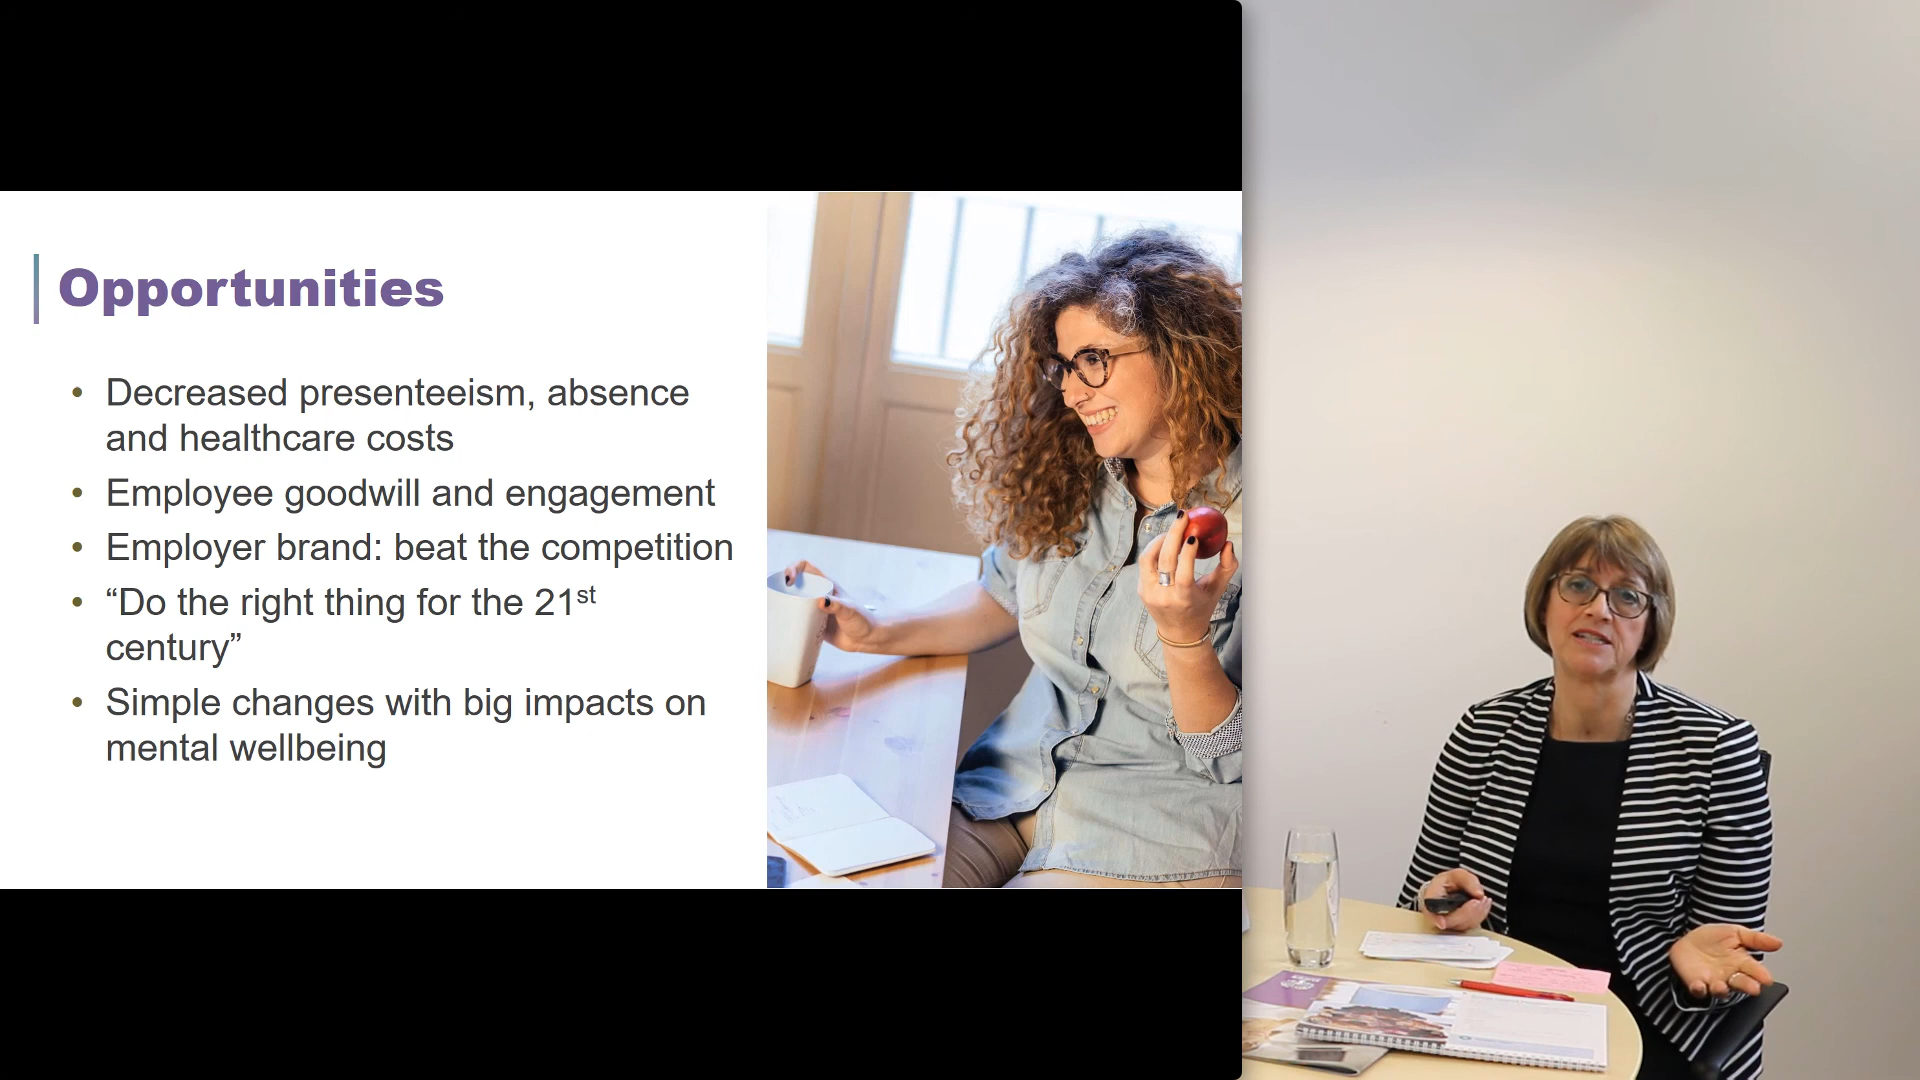 Opportunities
• Decreased presenteeism, absence
and healthcare costs
• Employee goodwill and engagement
• Employer brand: beat the competition
• “Do the right thing for the 21st
century”
• Simple changes with big impacts on
mental wellbeing